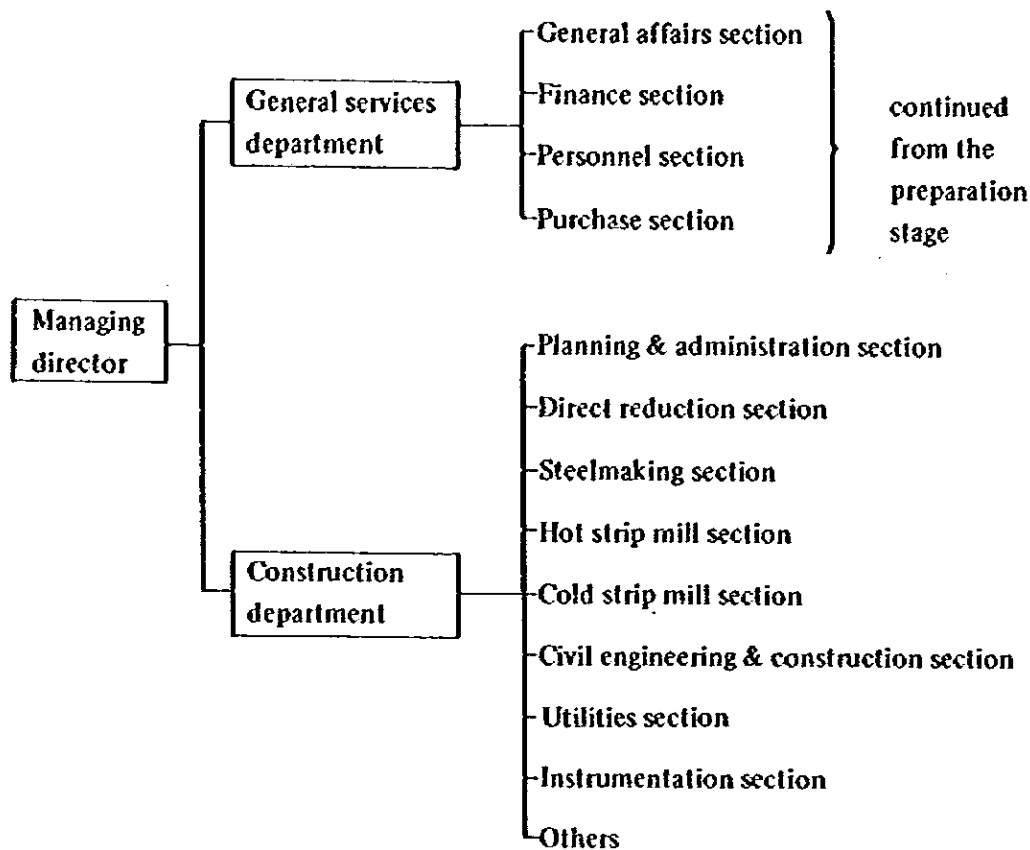 General affairs section
Finance section
Personnel section
Purchase section
General services
department
continued
from the
preparation
stage
Managing
director
Planning & administration section
Direct reduction section
Steelmaking section
Hot strip mill section
Cold strip mill section
Civil engineering & construction section
Utilities section
Instrumentation section
Others
Construction
department